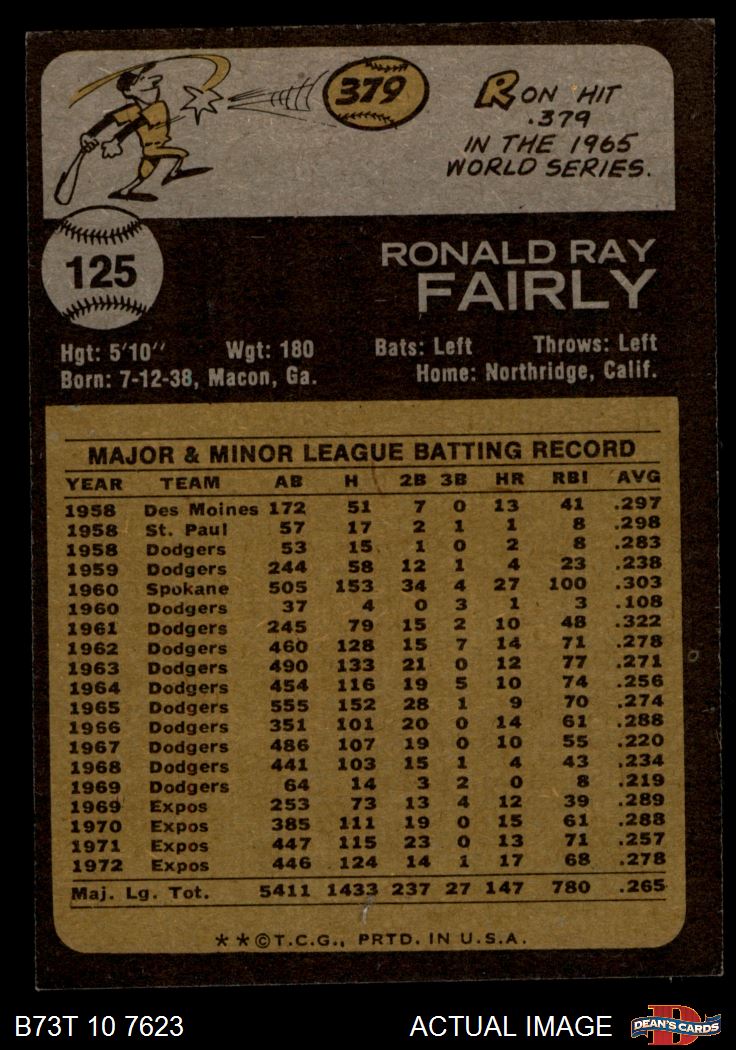 379
RON HIT
.379
IN THE 1965
WORLD SERIES.
125
RONALD RAY
FAIRLY
Hgt: 5'10'' Wgt: 180 Bats: Left Throws: Left
Born: 7-12-38, Macon, Ga. Home: Northridge, Calif.
MAJOR & MINOR LEAGUE BATTING RECORD
YEAR TEAM AB H 2B 3B HR RBI AVG
1958 Des Moines 172 51 7 0 13 41 .297
1958 St. Paul 57 17 2 1 1 8 .298
1958 Dodgers 53 15 1 0 2 8 .283
1959 Dodgers 244 58 12 1 4 23 .238
1960 Spokane 505 153 34 4 27 100 .303
1960 Dodgers 37 4 0 3 1 3 .108
1961 Dodgers 245 79 15 2 10 48 .322
1962 Dodgers 460 128 15 7 14 71 .278
1963 Dodgers 490 133 21 0 12 77 .271
1964 Dodgers 454 116 19 5 10 74 .256
1965 Dodgers 555 152 28 1 9 70 .274
1966 Dodgers 351 101 20 0 14 61 .288
1967 Dodgers 486 107 19 0 10 55 .220
1968 Dodgers 441 103 15 1 4 43 .234
1969 Dodgers 64 14 3 2 0 8 .219
1969 Expos 253 73 13 4 12 39 .289
1970 Expos 385 111 19 0 15 61 .288
1971 Expos 447 115 23 0 13 71 .257
1972 Expos 446 124 14 1 17 68 .278
Maj. Lg. Tot. 5411 1433 237 27 147 780 .265
**©T.C.G., PRTD. IN U.S.A.
B73T 10 7623 ACTUAL IMAGE
D
DEAN'S CARDS